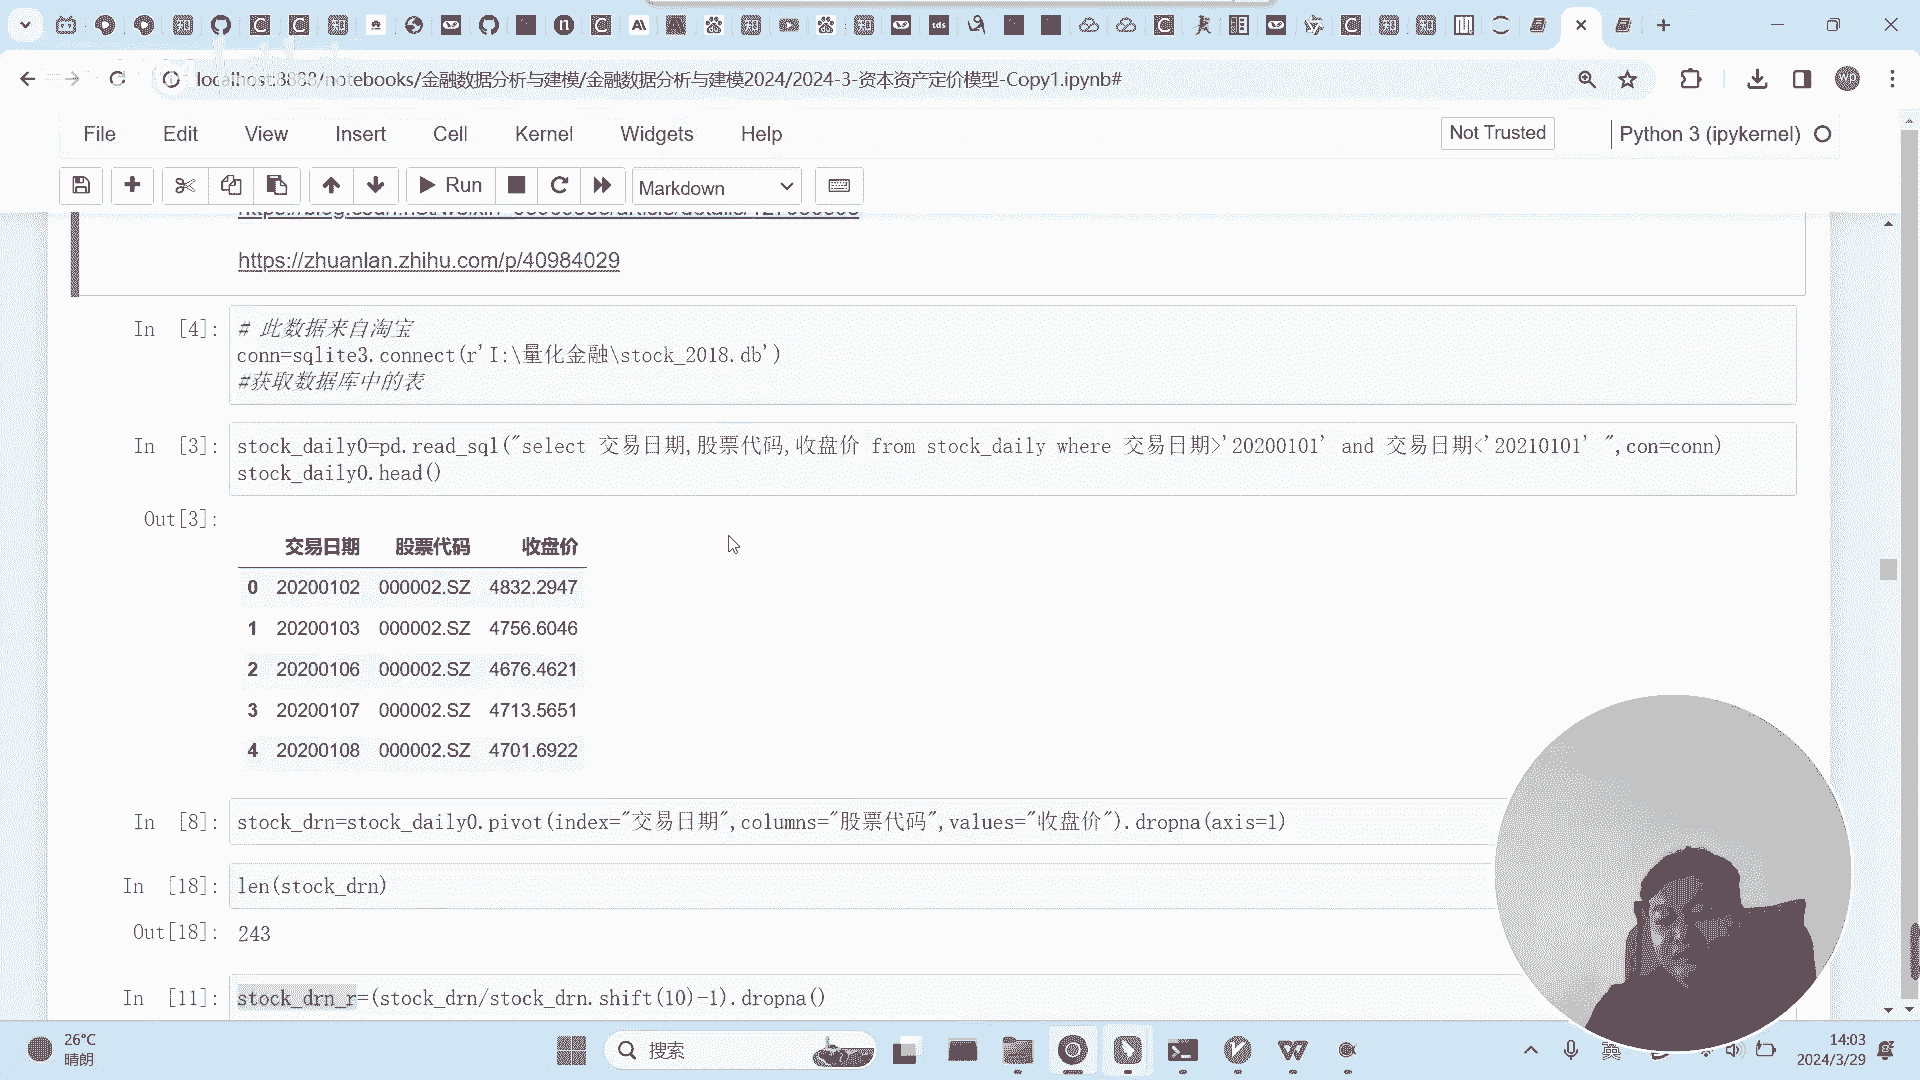 localhost:8888/notebooks/金融数据分析与建模/金融数据分析与建模2024/2024-3-资本资产定价模型-Copy1.ipynb#
File Edit View Insert Cell Kernel Widgets Help
Not Trusted
Python 3 (ipykernel)
Run
Markdown
https://zhuanlan.zhihu.com/p/40984029
In [4]:
# 此数据来自淘宝
conn=sqlite3.connect(r'I:\量化金融\stock_2018.db')
#获取数据库中的表
In [3]:
stock_daily0=pd.read_sql("select 交易日期,股票代码,收盘价 from stock_daily where 交易日期>'20200101' and 交易日期<'20210101' ",con=conn)
stock_daily0.head()
Out[3]:
交易日期 股票代码 收盘价
0 20200102 000002.SZ 4832.2947
1 20200103 000002.SZ 4756.6046
2 20200106 000002.SZ 4676.4621
3 20200107 000002.SZ 4713.5651
4 20200108 000002.SZ 4701.6922
In [8]:
stock_drn=stock_daily0.pivot(index="交易日期",columns="股票代码",values="收盘价").dropna(axis=1)
In [18]:
len(stock_drn)
Out[18]:
243
In [11]:
stock_drn_r=(stock_drn/stock_drn.shift(10)-1).dropna()
26°C
晴朗
搜索
英
14:03
2024/3/29